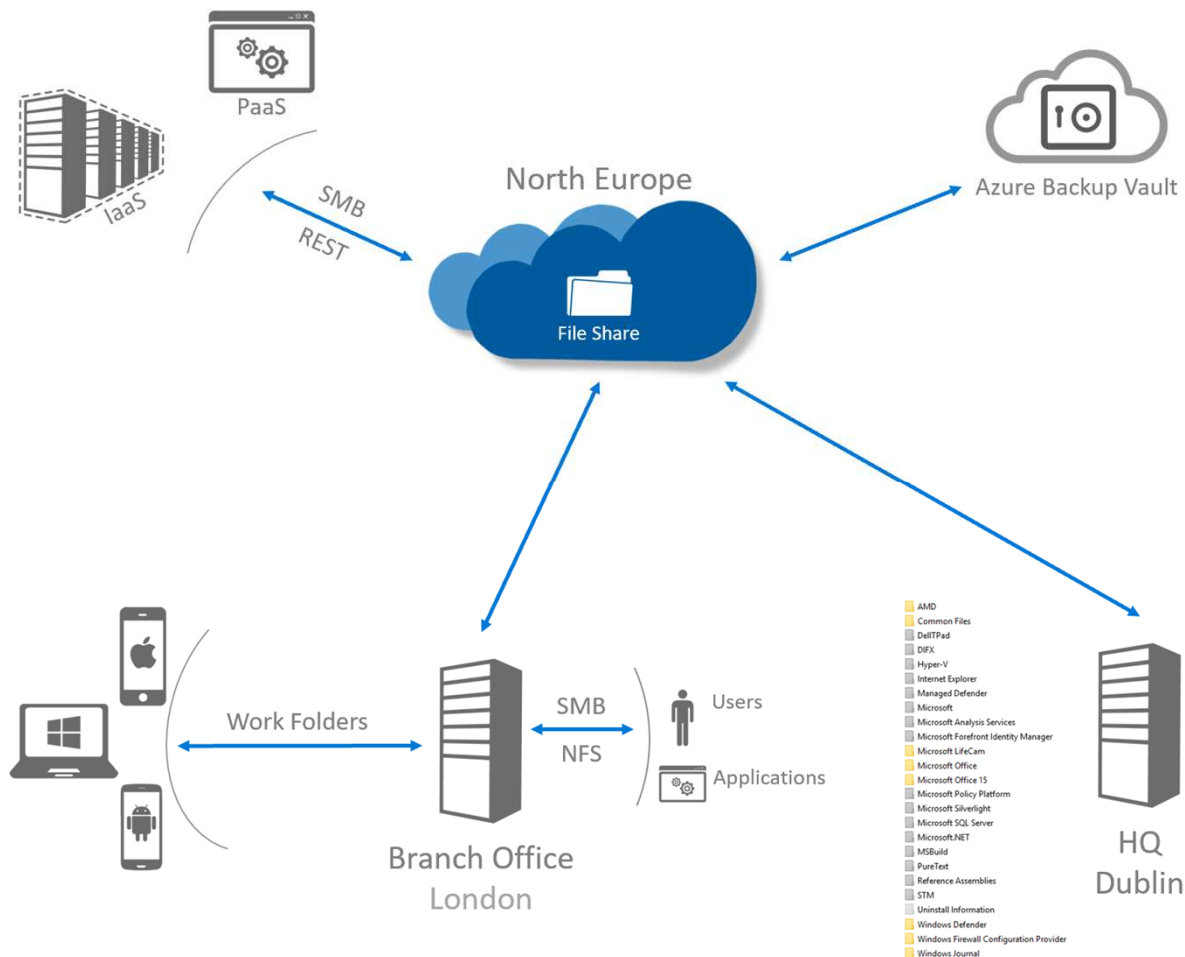 PaaS
IaaS
SMB
REST
North Europe
File Share
Azure Backup Vault
Work Folders
SMB
NFS
Users
Applications
Branch Office
London
AMD
Common Files
DellTPad
DIFX
Hyper-V
Internet Explorer
Managed Defender
Microsoft
Microsoft Analysis Services
Microsoft Forefront Identity Manager
Microsoft LifeCam
Microsoft Office
Microsoft Office 15
Microsoft Policy Platform
Microsoft Silverlight
Microsoft SQL Server
Microsoft.NET
MSBuild
PureText
Reference Assemblies
STM
Uninstall Information
Windows Defender
Windows Firewall Configuration Provider
Windows Journal
HQ
Dublin